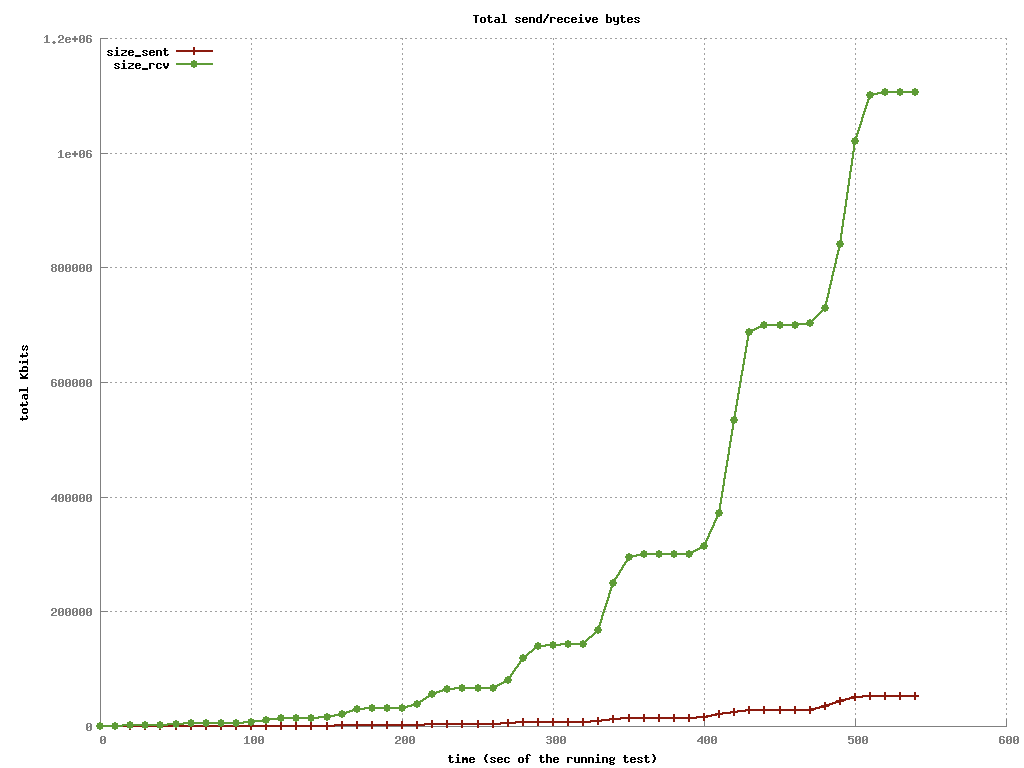 Total send/receive bytes
size_sent
size_rcv
1.2e+06
1e+06
800000
600000
400000
200000
0
total Kbits
0 100 200 300 400 500 600
time (sec of the running test)